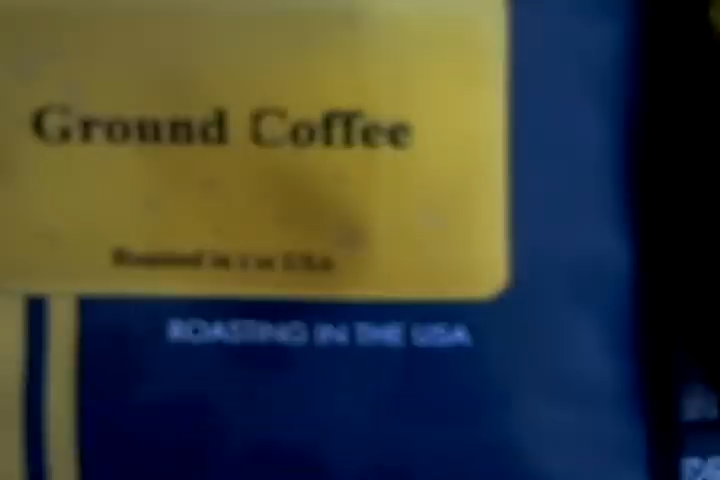 Ground Coffee
Roasted in the USA
ROASTING IN THE USA